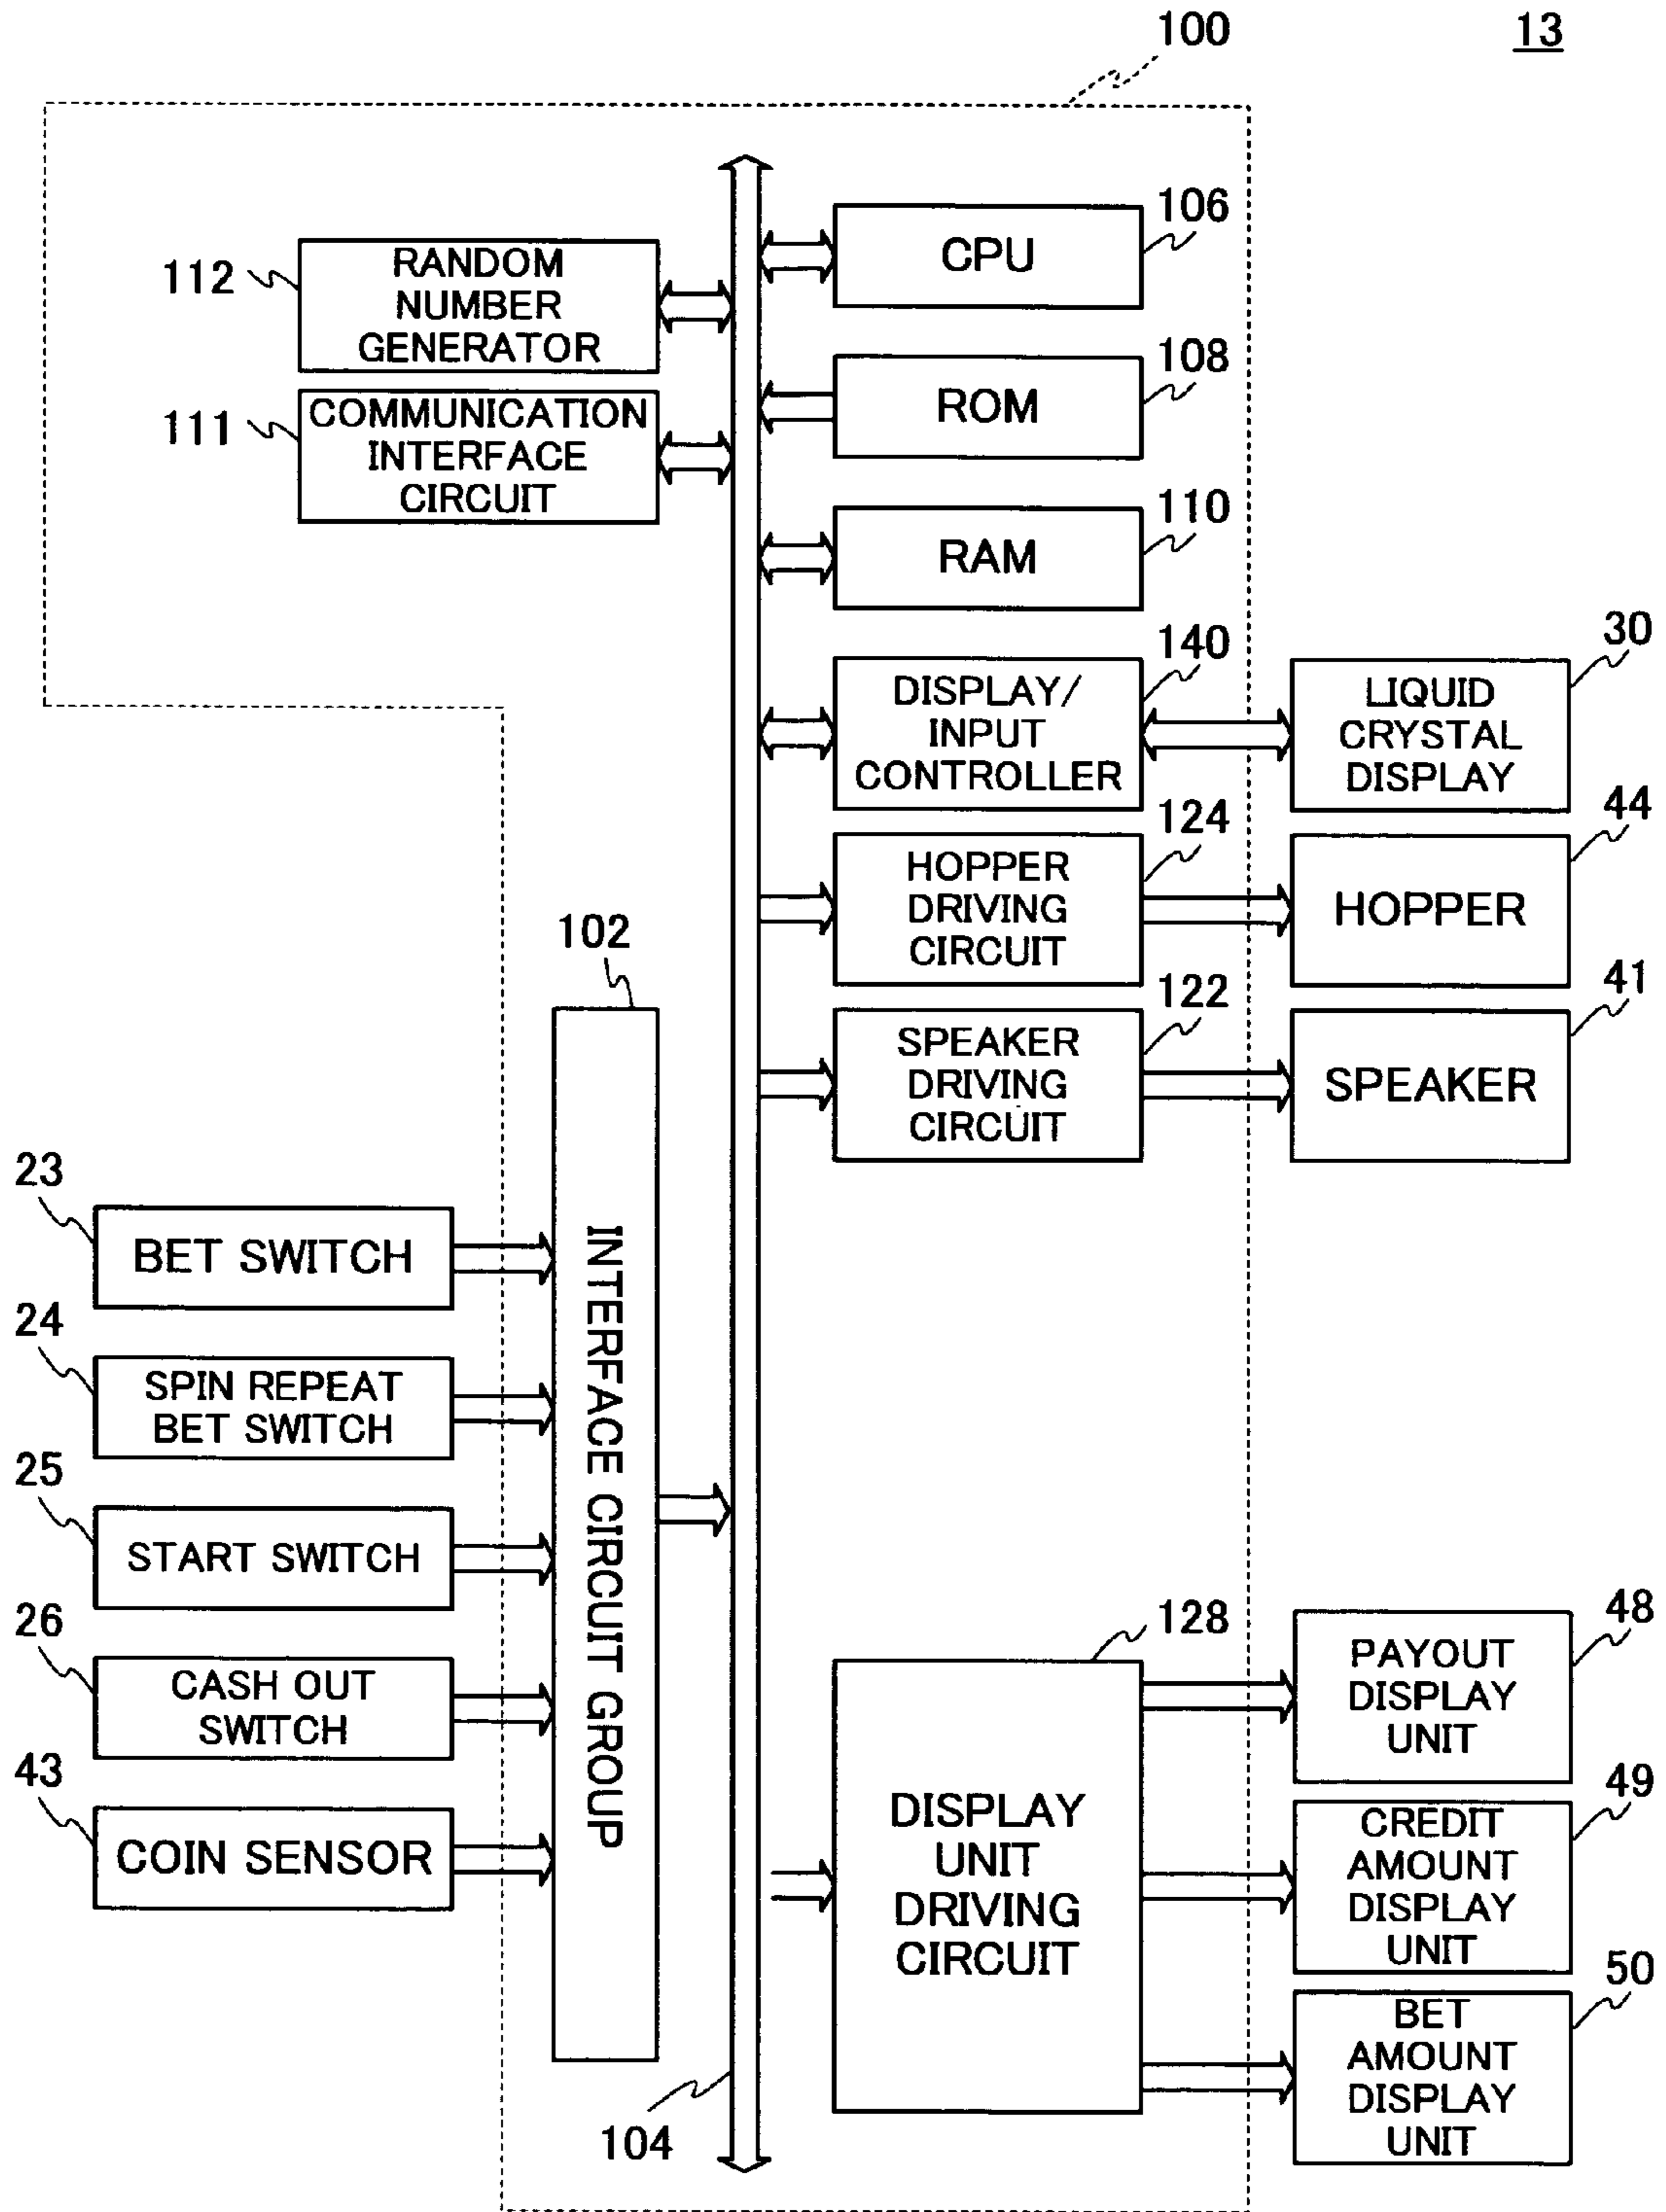 100
13
106
CPU
112
RANDOM
NUMBER
GENERATOR
108
ROM
111
COMMUNICATION
INTERFACE
CIRCUIT
110
RAM
140
DISPLAY/
INPUT
CONTROLLER
30
LIQUID
CRYSTAL
DISPLAY
124
HOPPER
DRIVING
CIRCUIT
44
HOPPER
122
SPEAKER
DRIVING
CIRCUIT
41
SPEAKER
102
INTERFACE CIRCUIT GROUP
23
BET SWITCH
24
SPIN REPEAT
BET SWITCH
25
START SWITCH
26
CASH OUT
SWITCH
43
COIN SENSOR
128
DISPLAY
UNIT
DRIVING
CIRCUIT
48
PAYOUT
DISPLAY
UNIT
49
CREDIT
AMOUNT
DISPLAY
UNIT
50
BET
AMOUNT
DISPLAY
UNIT
104